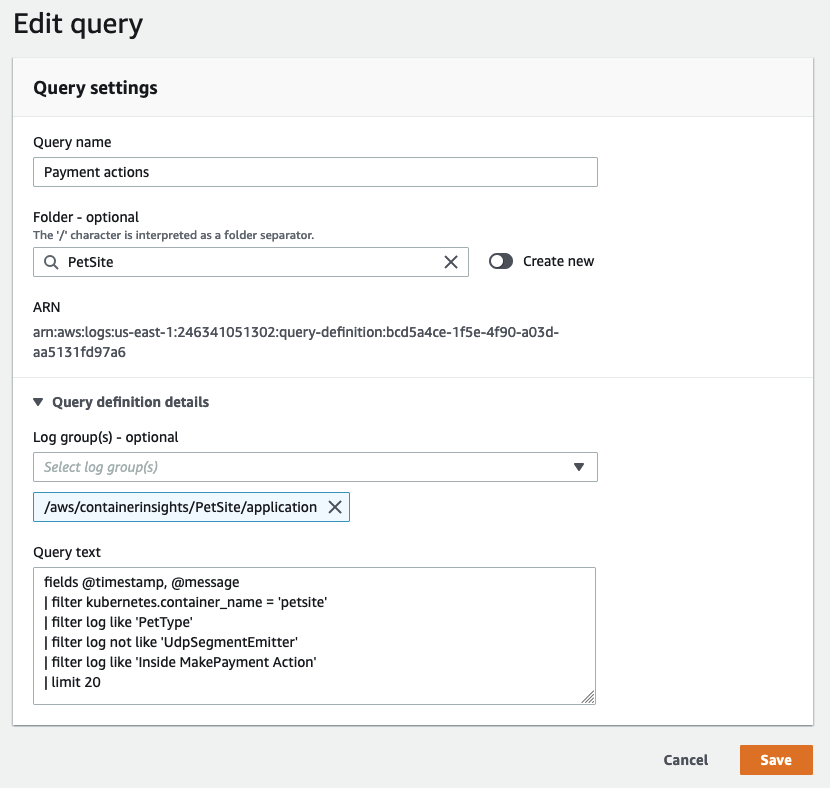 Edit query
Query settings
Query name
Payment actions
Folder - optional
The '/' character is interpreted as a folder separator.
PetSite
Create new
ARN
arn:aws:logs:us-east-1:246341051302:query-definition:bcd5a4ce-1f5e-4f90-a03d-
aa5131fd97a6
Query definition details
Log group(s) - optional
Select log group(s)
/aws/containerinsights/PetSite/application
Query text
fields @timestamp, @message
| filter kubernetes.container_name = 'petsite'
| filter log like 'PetType'
| filter log not like 'UdpSegmentEmitter'
| filter log like 'Inside MakePayment Action'
| limit 20
Cancel
Save